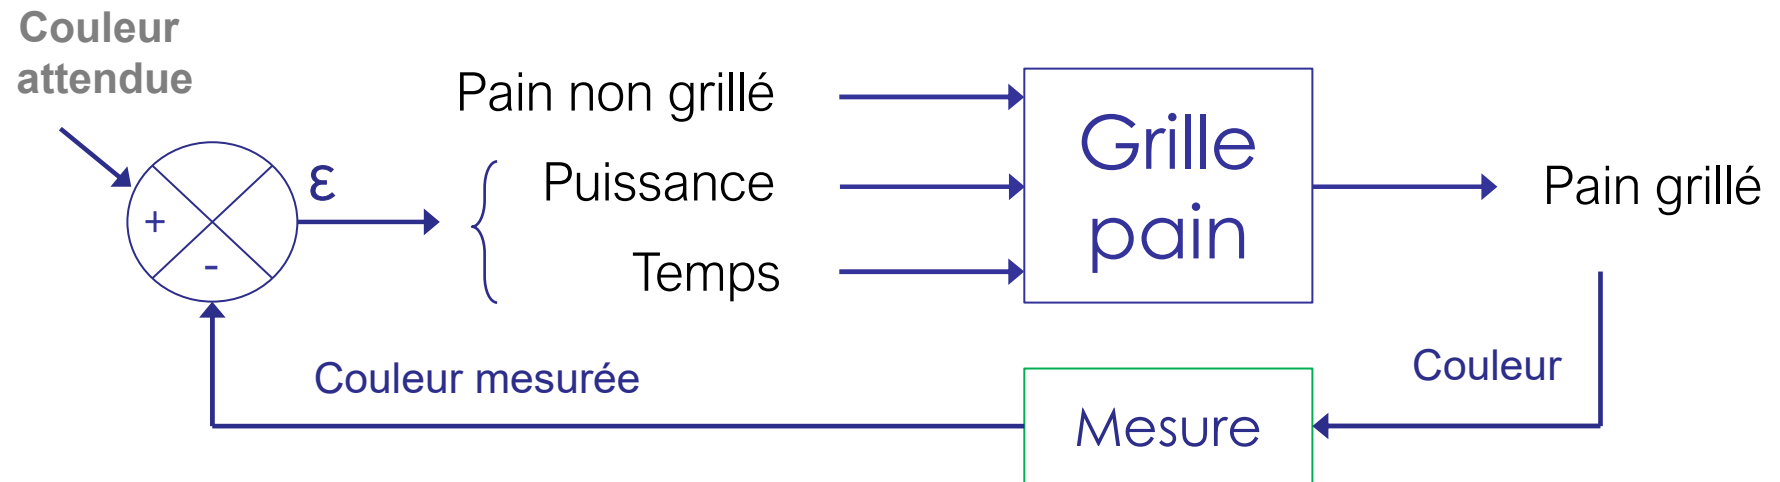 Couleur
attendue
Pain non grillé
Grille
pain
ε
Puissance
Pain grillé
+
-
Temps
Couleur mesurée
Couleur
Mesure